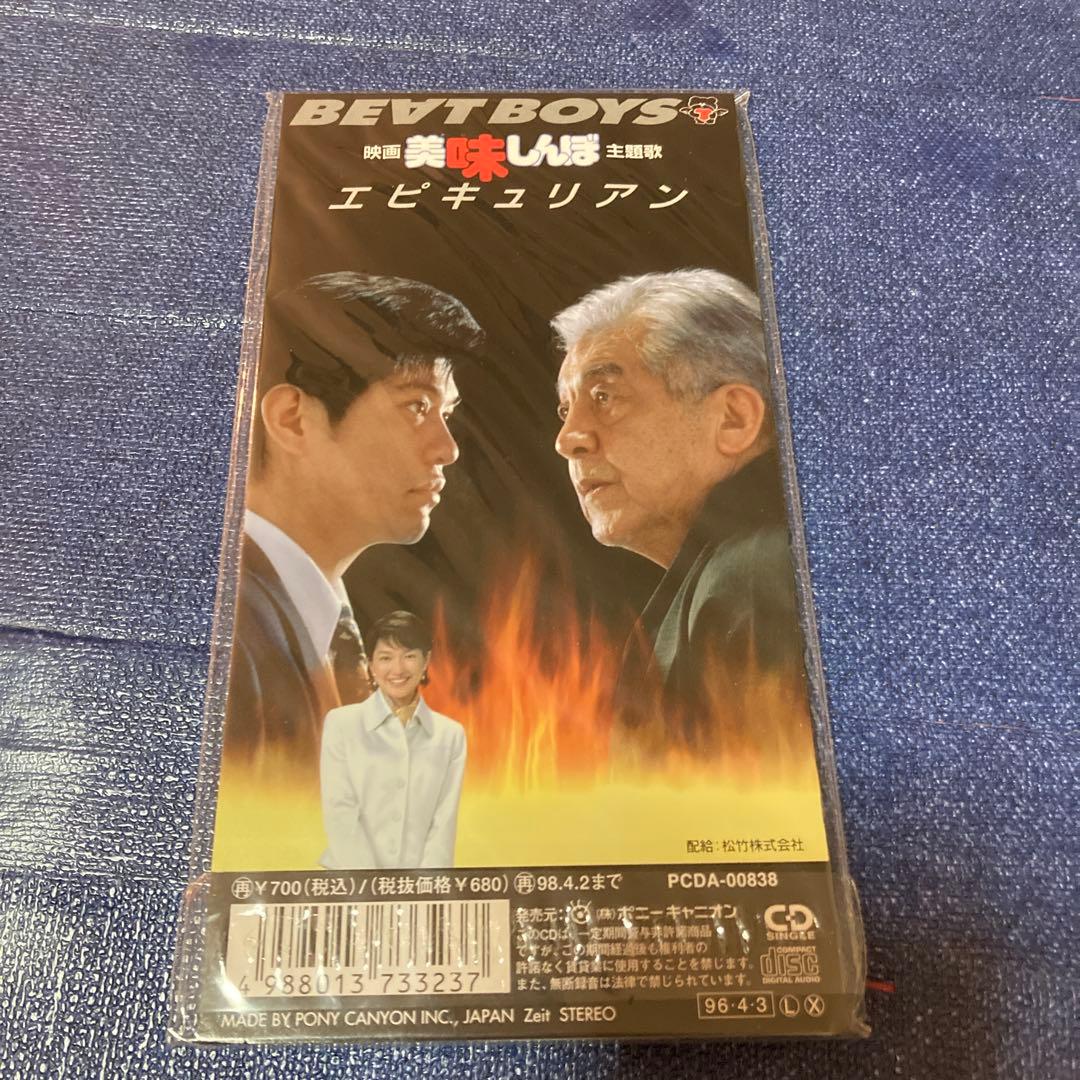 BEAT BOYS
映画 美味しんぼ 主題歌
エピキュリアン
配給:松竹株式会社
再¥700(税込)/(税抜価格¥680) 再98.4.2まで PCDA-00838
発売元: (株)ポニーキャニオン
このCDは、一定期間貸与非許諾商品
ですが、この期間経過後も権利者の
許諾なく賃貸業に使用することを禁じます。
また、無断録音は法律で禁じられています。
CD
SINGLE
COMPACT
disc
DIGITAL AUDIO
4 988013 733237
96·4·3 L X
MADE BY PONY CANYON INC., JAPAN Zeit STEREO